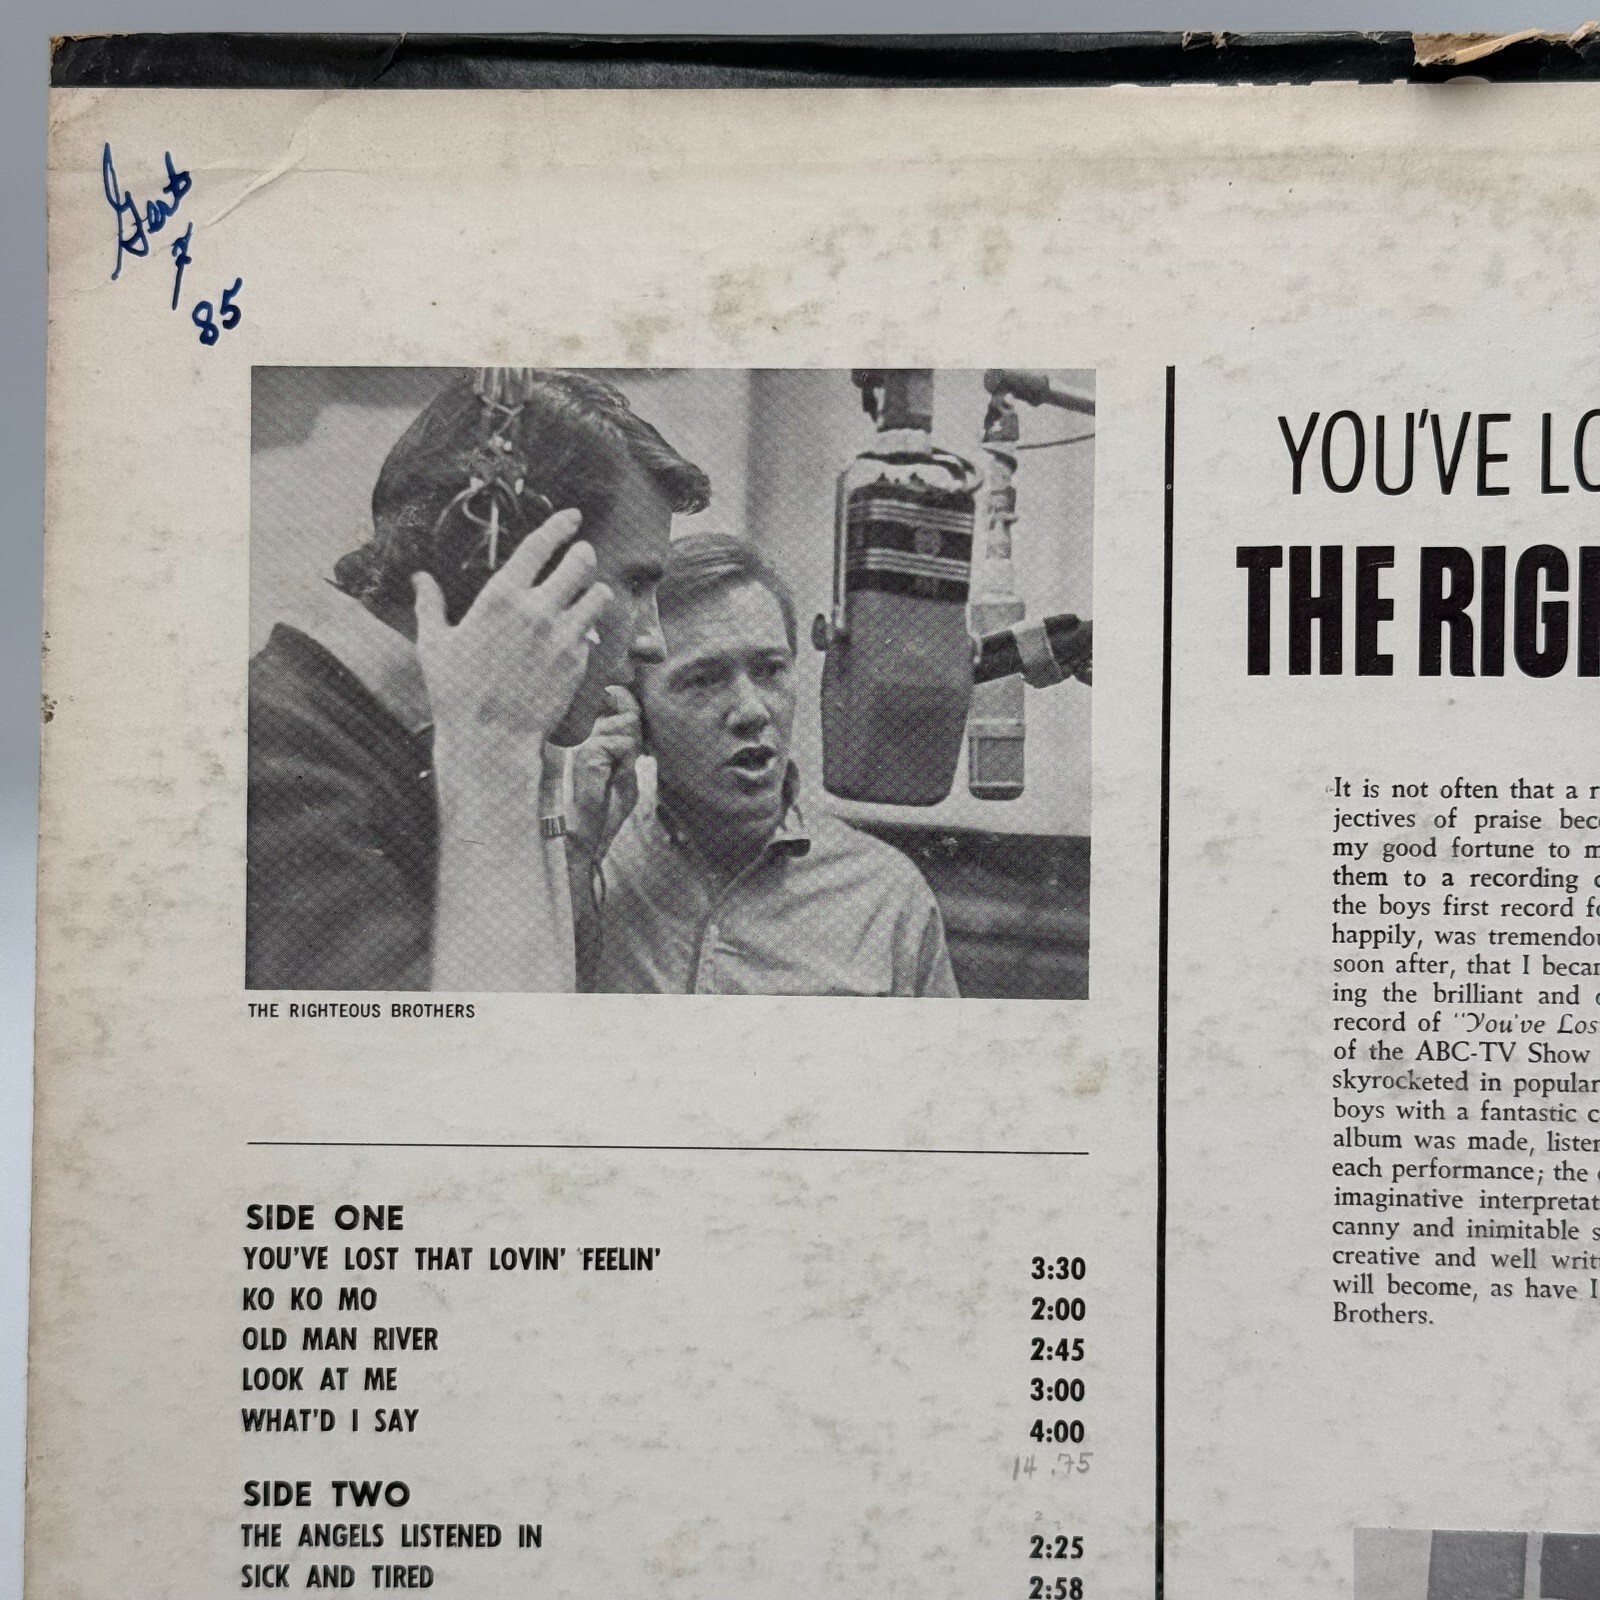 Gert
7
85
THE RIGHTEOUS BROTHERS
SIDE ONE
YOU'VE LOST THAT LOVIN' 'FEELIN' 3:30
KO KO MO 2:00
OLD MAN RIVER 2:45
LOOK AT ME 3:00
WHAT'D I SAY 4:00
14.75
SIDE TWO
THE ANGELS LISTENED IN 2:25
SICK AND TIRED 2:58
YOU'VE LO
THE RIG
It is not often that a r
jectives of praise bec
my good fortune to m
them to a recording
the boys first record f
happily, was tremendou
soon after, that I becar
ing the brilliant and
record of "You've Los
of the ABC-TV Show
skyrocketed in popular
boys with a fantastic c
album was made, listen
each performance; the
imaginative interpretat
canny and inimitable s
creative and well writ
will become, as have I
Brothers.